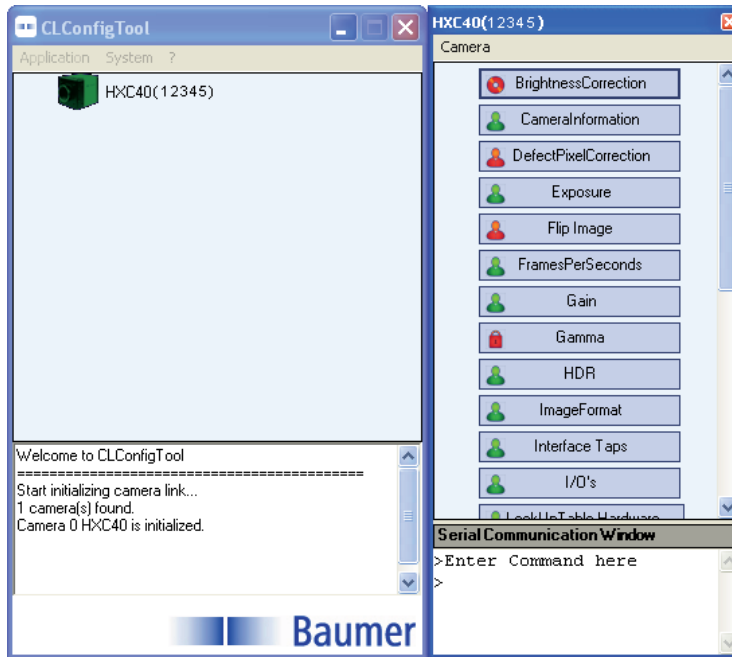 CLConfigTool
Application System ?
HXC40(12345)
Welcome to CLConfigTool
===========================================
Start initializing camera link...
1 camera(s) found.
Camera 0 HXC40 is initialized.
Baumer
HXC40(12345)
Camera
BrightnessCorrection
CameraInformation
DefectPixelCorrection
Exposure
Flip Image
FramesPerSeconds
Gain
Gamma
HDR
ImageFormat
Interface Taps
I/O's
LookUpTable Hardware
Serial Communication Window
>Enter Command here
>